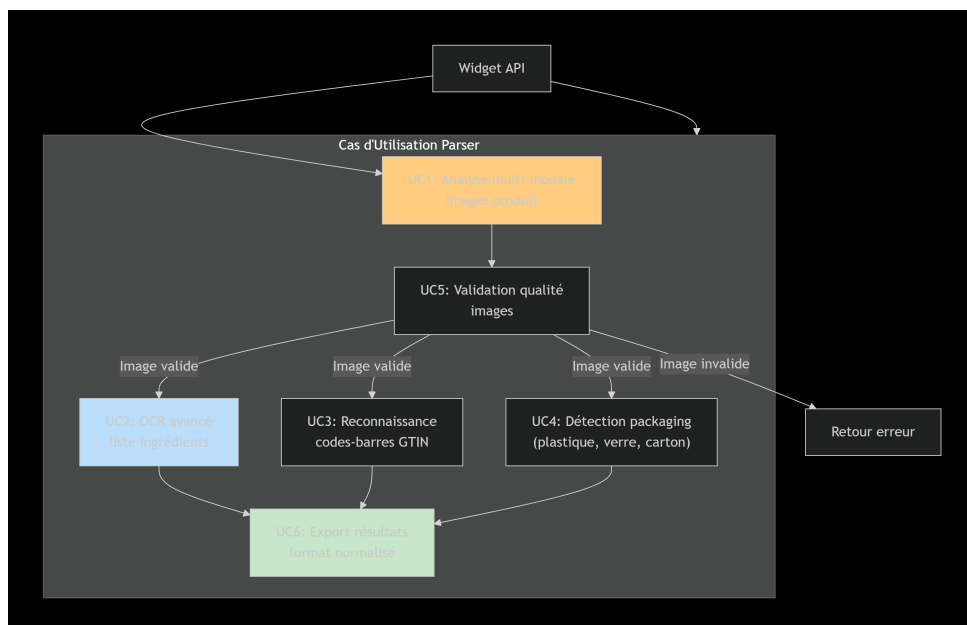 Widget API
Cas d'Utilisation Parser
UC1: Analyse multi-modale
images produit
UC5: Validation qualité
images
Image valide
Image valide
Image valide
Image invalide
UC2: OCR avancé
liste ingrédients
UC3: Reconnaissance
codes-barres GTIN
UC4: Détection packaging
(plastique, verre, carton)
Retour erreur
UC6: Export résultats
format normalisé